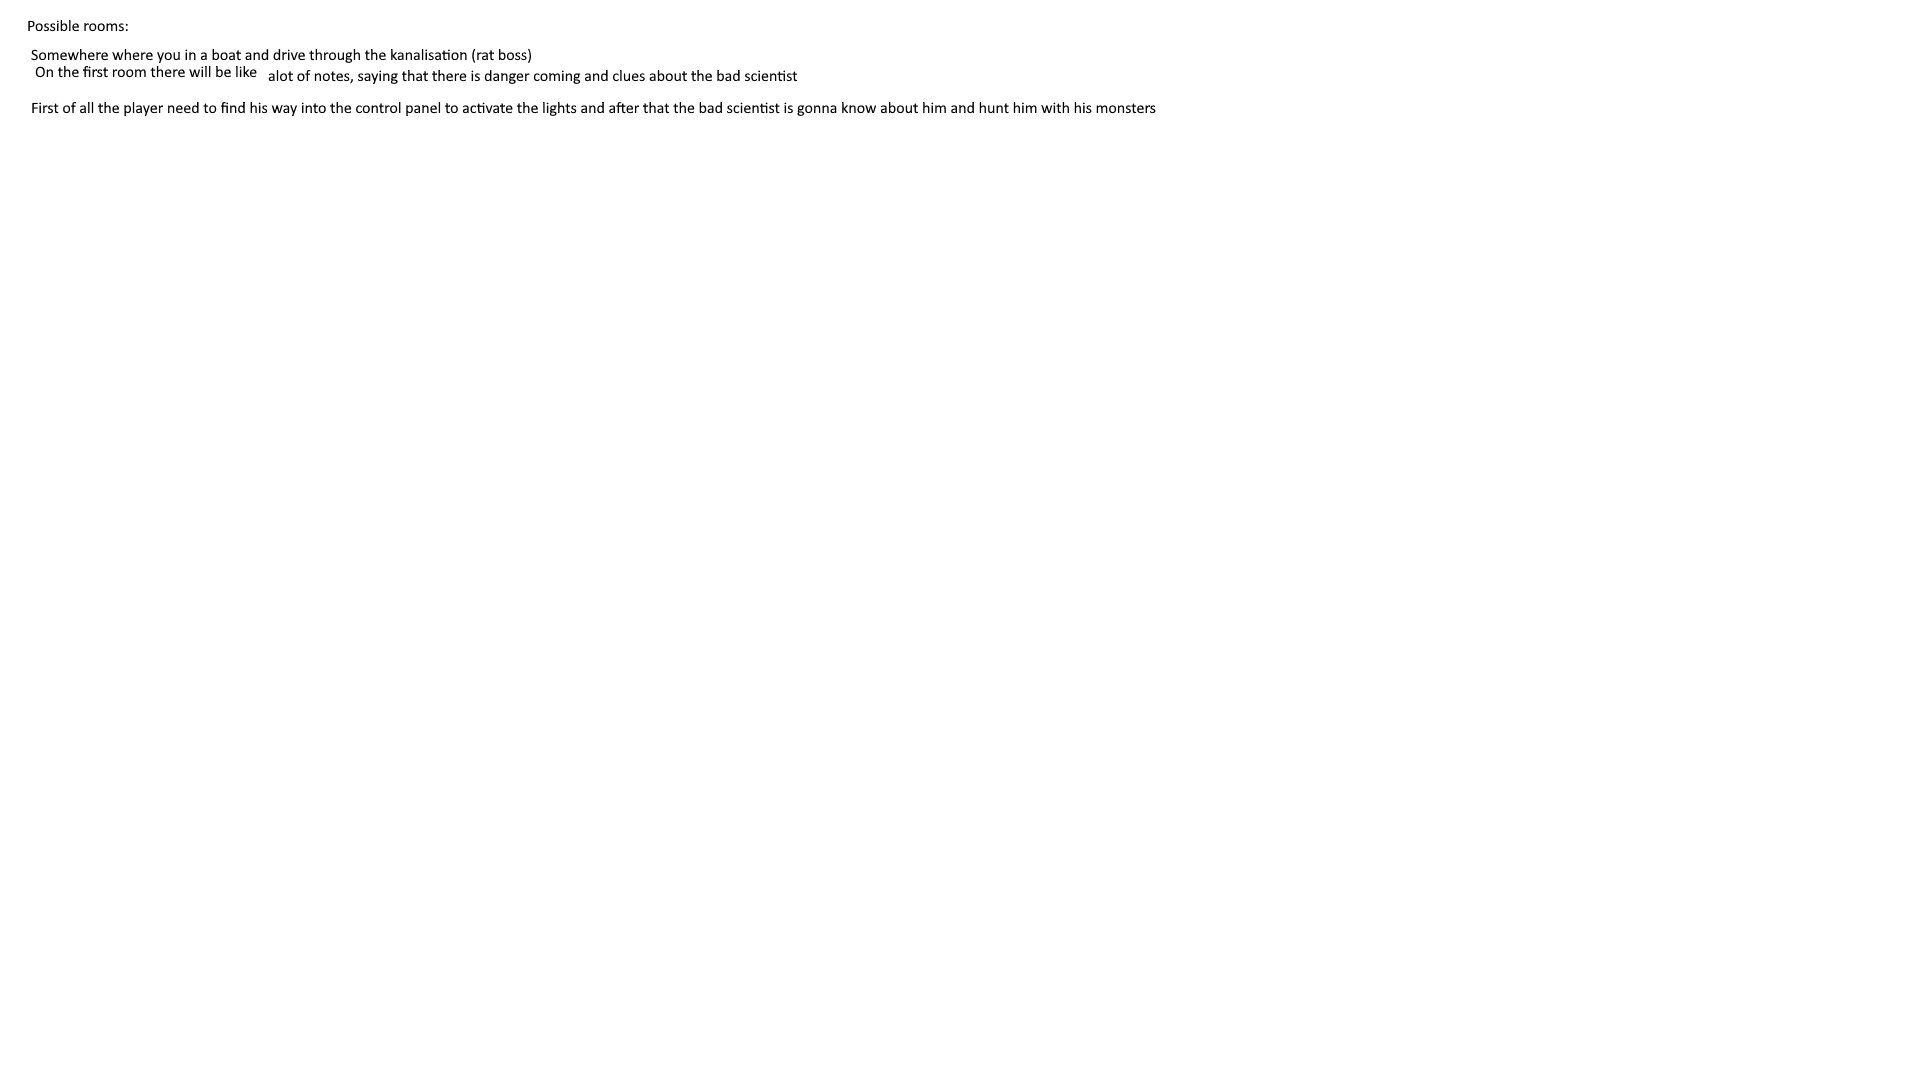 Possible rooms:
Somewhere where you in a boat and drive through the kanalisation (rat boss)
On the first room there will be like alot of notes, saying that there is danger coming and clues about the bad scientist
First of all the player need to find his way into the control panel to activate the lights and after that the bad scientist is gonna know about him and hunt him with his monsters